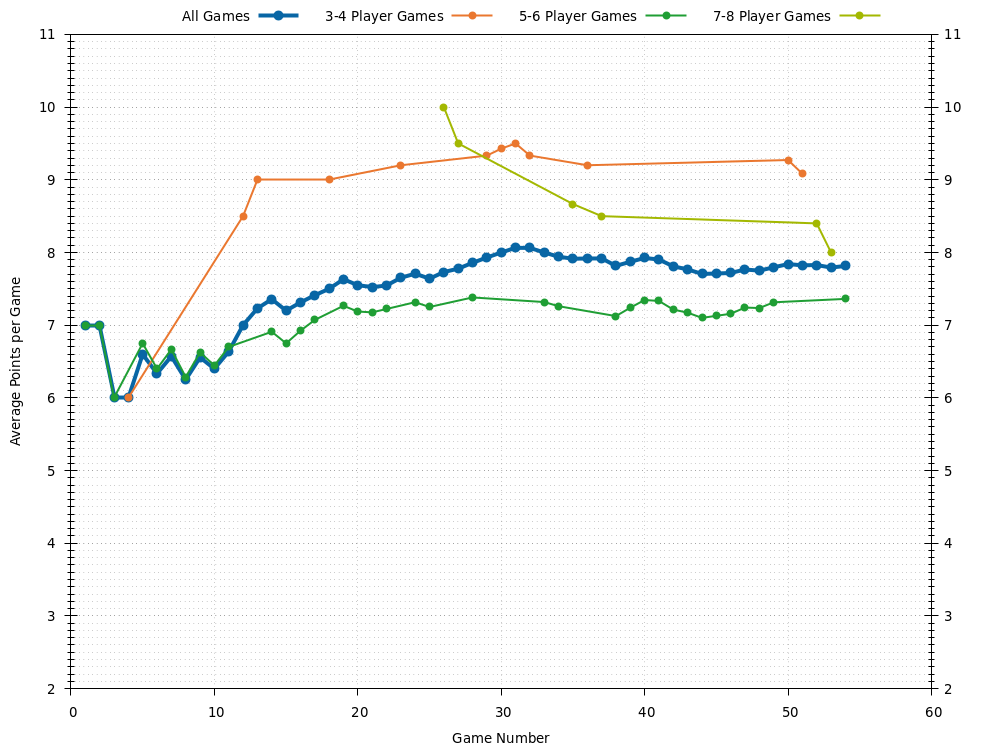 All Games 3-4 Player Games 5-6 Player Games 7-8 Player Games
11 11
10 10
9 9
8 8
7 7
6 6
5 5
4 4
3 3
2 2
Average Points per Game
0 10 20 30 40 50 60
Game Number